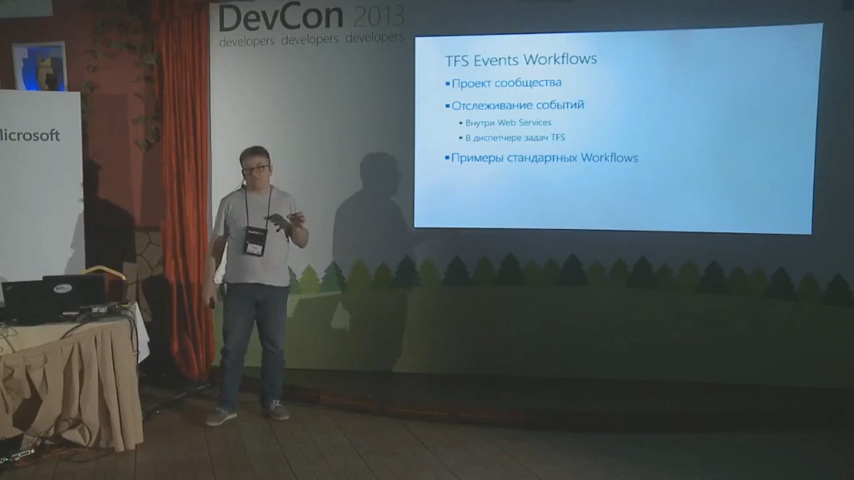 DevCon 2013
developers developers developers
Microsoft
TFS Events Workflows
Проект сообщества
Отслеживание событий
Внутри Web Services
В диспетчере задач TFS
Примеры стандартных Workflows